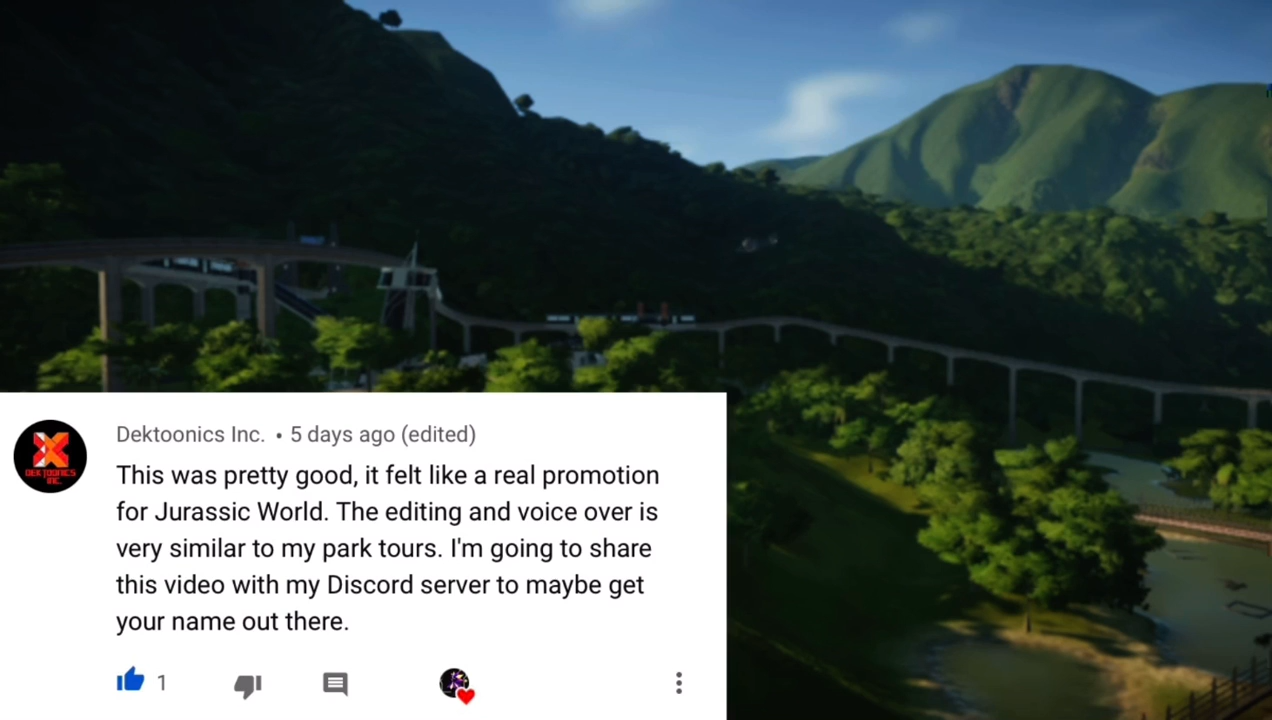 Dektoonics Inc. • 5 days ago (edited)
This was pretty good, it felt like a real promotion
for Jurassic World. The editing and voice over is
very similar to my park tours. I'm going to share
this video with my Discord server to maybe get
your name out there.
DEKTOONICS
INC.
1